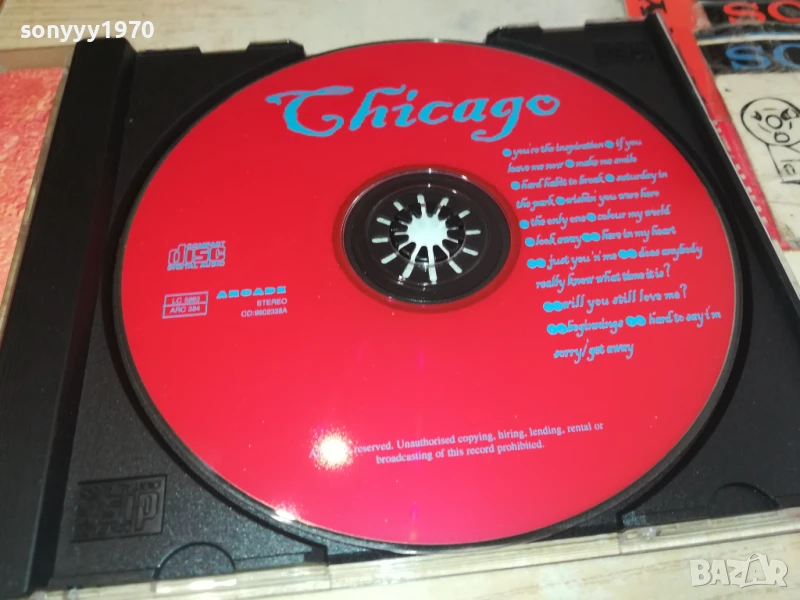 sonyyy1970
SO
SO
Chicago
you're the inspiration if you
leave me now make me smile
hard habit to break saturday in
the park wishin' you were here
the only one colour my world
look away here in my heart
just you 'n' me does anybody
really know what time it is?
will you still love me?
hard to say i'm
sorry/get away
COMPACT
disc
DIGITAL AUDIO
ARCADE
STEREO
ARC 384
reserved. Unauthorised copying, hiring, lending, rental or
broadcasting of this record prohibited.
BAZAR